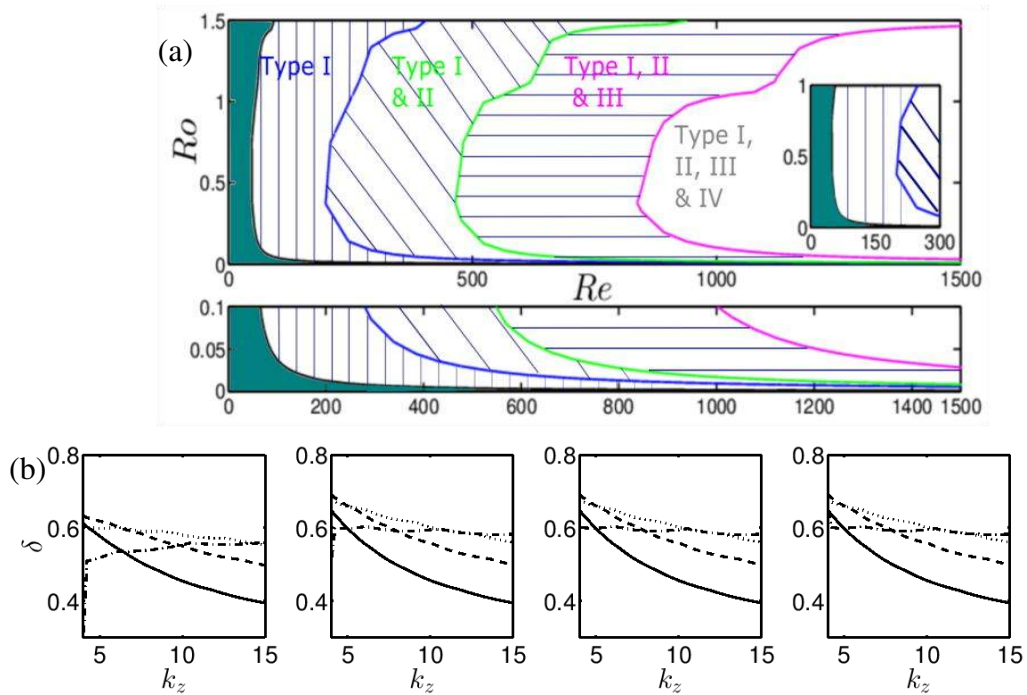 (a)
1.5
1
0.5
0
Ro
Type I
Type I
& II
Type I, II
& III
Type I,
II, III
& IV
1
0.5
0
0 150 300
0 500 1000 1500
Re
0.1
0.05
0
0 200 400 600 800 1000 1200 1400 1500
(b)
0.8 0.8 0.8 0.8
0.6 0.6 0.6 0.6
δ
0.4 0.4 0.4 0.4
5 10 15 5 10 15 5 10 15 5 10 15
k_z k_z k_z k_z